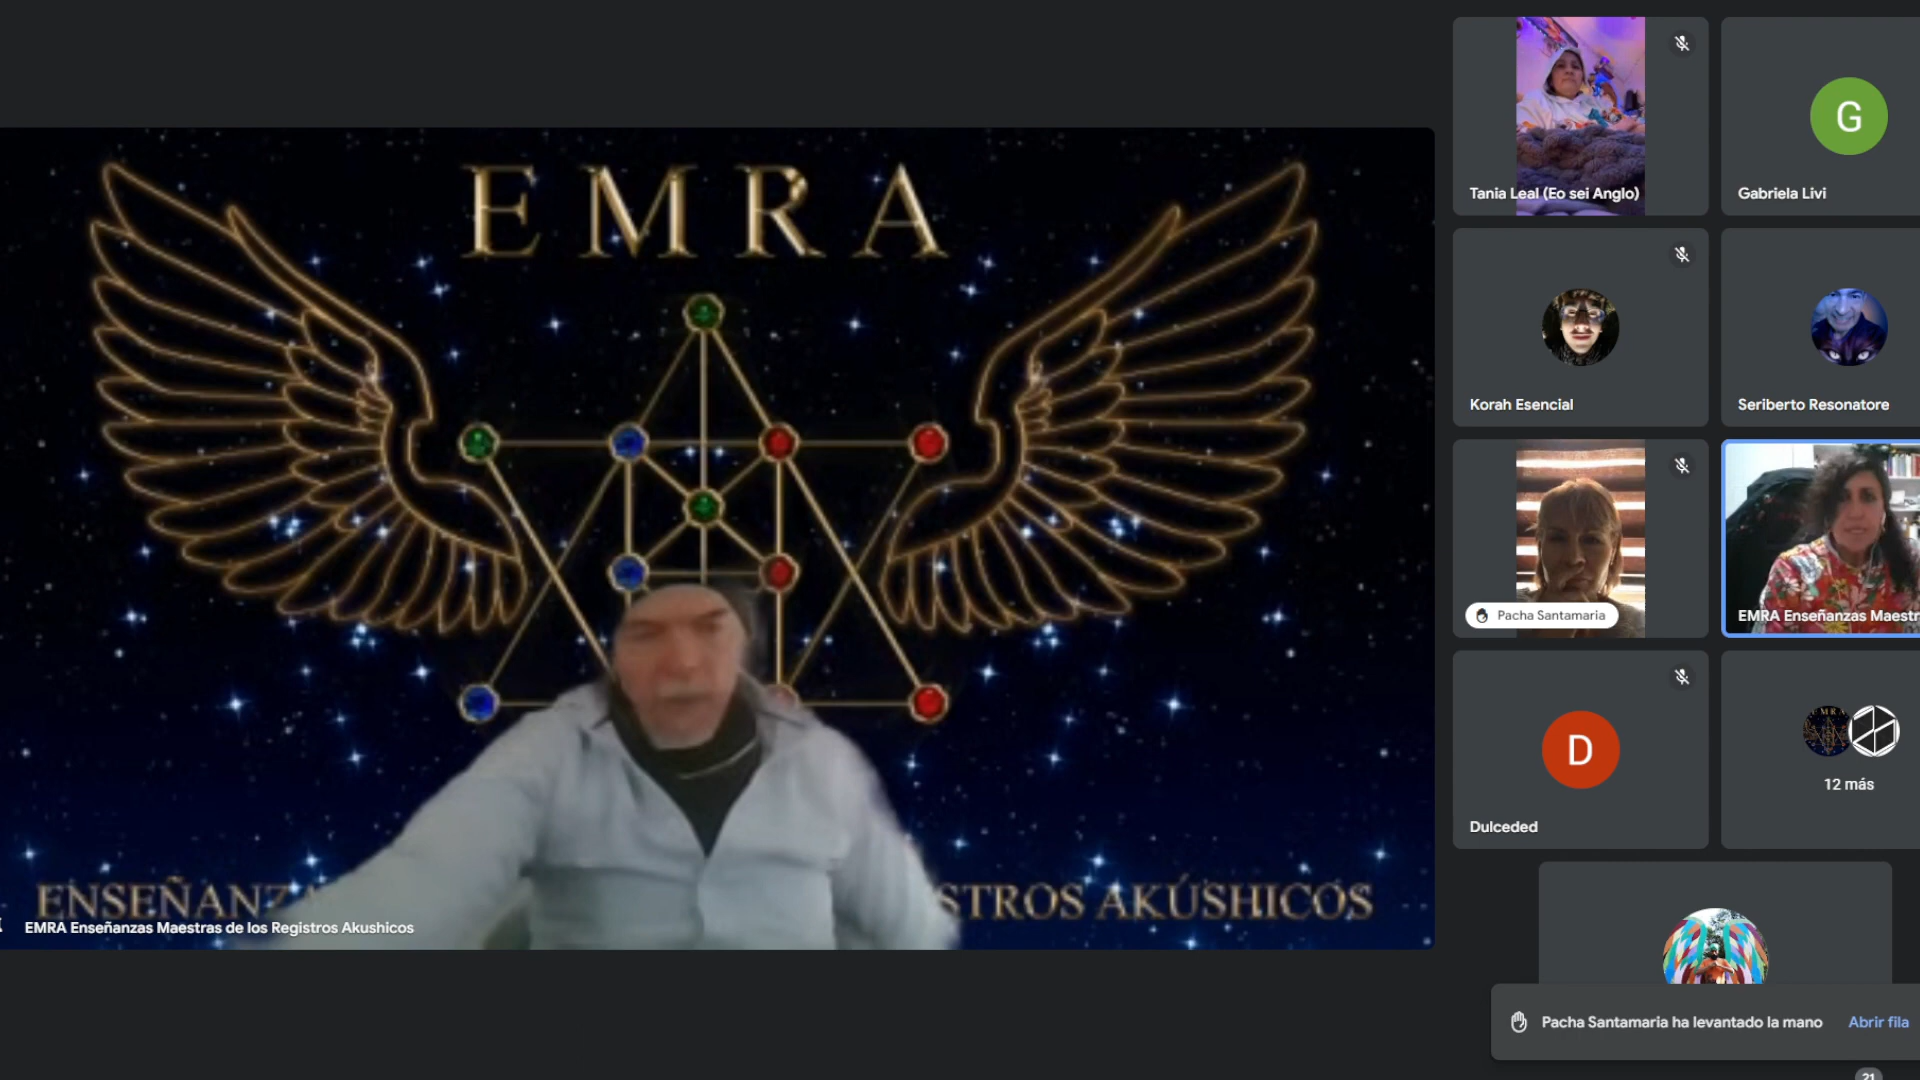 EMRA
ENSEÑANZ
STROS AKÚSHICOS
EMRA Enseñanzas Maestras de los Registros Akushicos
Tania Leal (Eo sei Anglo)
G
Gabriela Livi
Korah Esencial
Seriberto Resonatore
Pacha Santamaria
EMRA Enseñanzas Maestr
D
Dulceded
EMRA
12 más
Pacha Santamaria ha levantado la mano
Abrir fila
21